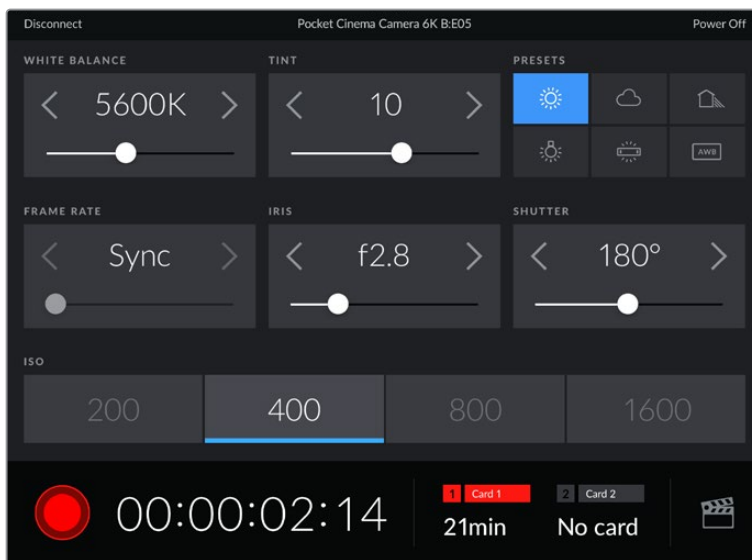 Disconnect Pocket Cinema Camera 6K B:E05 Power Off
WHITE BALANCE TINT PRESETS
5600K 10
AWB
FRAME RATE IRIS SHUTTER
Sync f2.8 180°
ISO
200 400 800 1600
00:00:02:14
1 Card 1 2 Card 2
21min No card